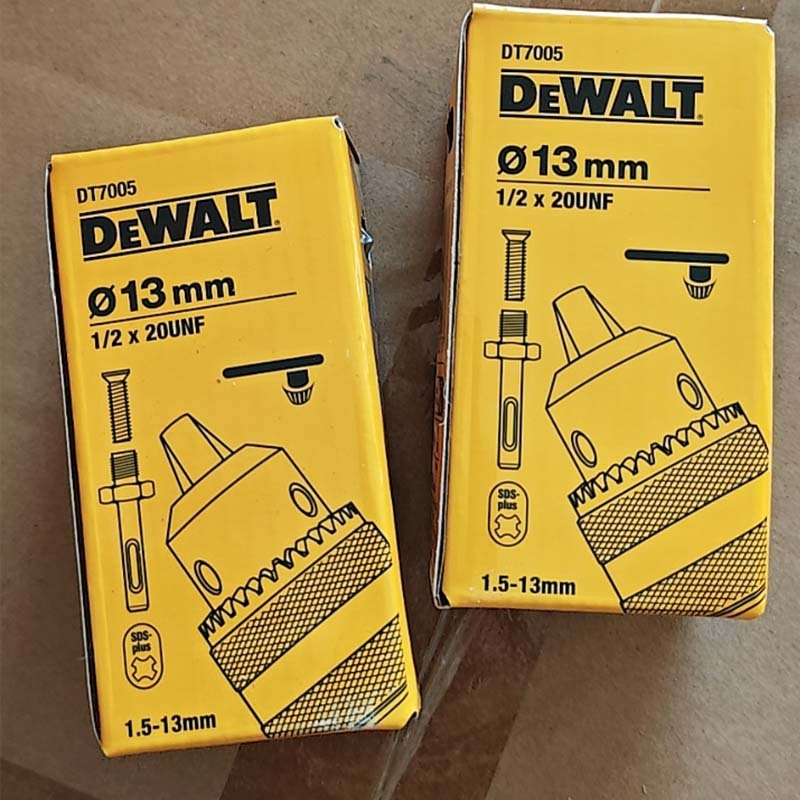 DT7005
DEWALT®
Ø13 mm
1/2 x 20UNF
SDS-
plus
1.5-13mm
DT7005
DEWALT®
Ø13 mm
1/2 x 20UNF
SDS-
plus
1.5-13mm